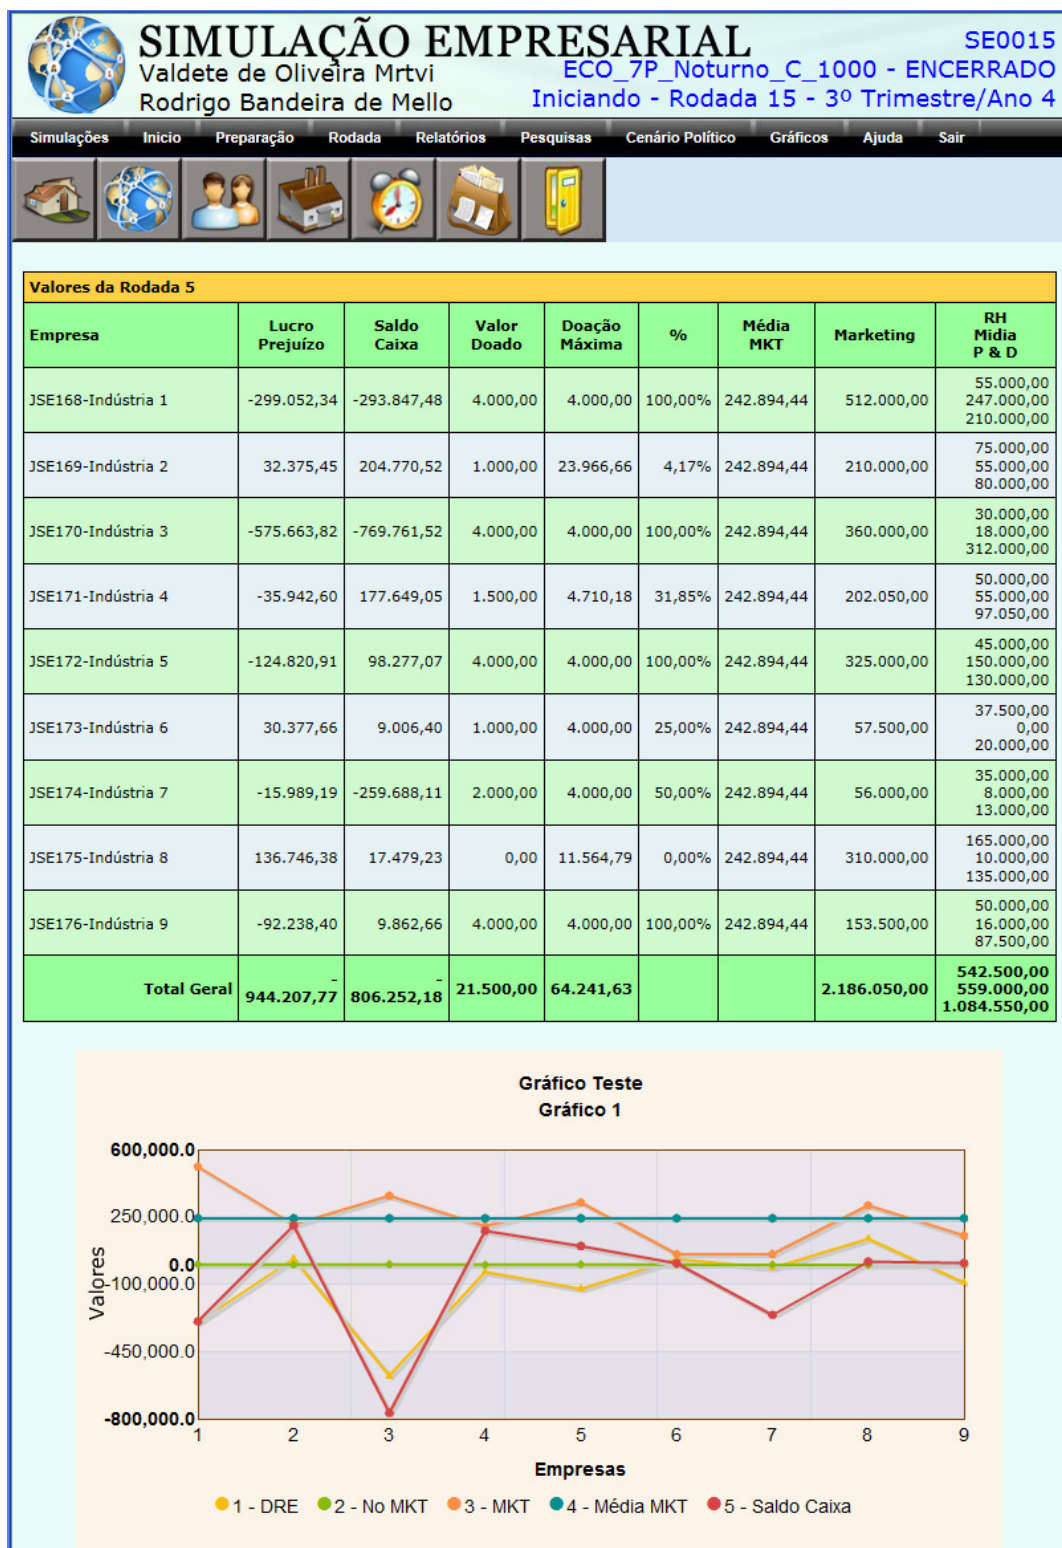 SIMULAÇÃO EMPRESARIAL
Valdete de Oliveira Mrtvi
Rodrigo Bandeira de Mello
SE0015
ECO_7P_Noturno_C_1000 - ENCERRADO
Iniciando - Rodada 15 - 3º Trimestre/Ano 4
Simulações Inicio Preparação Rodada Relatórios Pesquisas Cenário Político Gráficos Ajuda Sair
Valores da Rodada 5
Empresa
Lucro
Prejuízo
Saldo
Caixa
Valor
Doado
Doação
Máxima
%
Média
MKT
Marketing
RH
Midia
P & D
JSE168-Indústria 1 -299.052,34 -293.847,48 4.000,00 4.000,00 100,00% 242.894,44 512.000,00
55.000,00
247.000,00
210.000,00
JSE169-Indústria 2 32.375,45 204.770,52 1.000,00 23.966,66 4,17% 242.894,44 210.000,00
75.000,00
55.000,00
80.000,00
JSE170-Indústria 3 -575.663,82 -769.761,52 4.000,00 4.000,00 100,00% 242.894,44 360.000,00
30.000,00
18.000,00
312.000,00
JSE171-Indústria 4 -35.942,60 177.649,05 1.500,00 4.710,18 31,85% 242.894,44 202.050,00
50.000,00
55.000,00
97.050,00
JSE172-Indústria 5 -124.820,91 98.277,07 4.000,00 4.000,00 100,00% 242.894,44 325.000,00
45.000,00
150.000,00
130.000,00
JSE173-Indústria 6 30.377,66 9.006,40 1.000,00 4.000,00 25,00% 242.894,44 57.500,00
37.500,00
0,00
20.000,00
JSE174-Indústria 7 -15.989,19 -259.688,11 2.000,00 4.000,00 50,00% 242.894,44 56.000,00
35.000,00
8.000,00
13.000,00
JSE175-Indústria 8 136.746,38 17.479,23 0,00 11.564,79 0,00% 242.894,44 310.000,00
165.000,00
10.000,00
135.000,00
JSE176-Indústria 9 -92.238,40 9.862,66 4.000,00 4.000,00 100,00% 242.894,44 153.500,00
50.000,00
16.000,00
87.500,00
Total Geral
-
944.207,77
-
806.252,18
21.500,00 64.241,63 2.186.050,00
542.500,00
559.000,00
1.084.550,00
Gráfico Teste
Gráfico 1
600,000.0
250,000.0
0.0
-100,000.0
-450,000.0
-800,000.0
Valores
1 2 3 4 5 6 7 8 9
Empresas
1 - DRE 2 - No MKT 3 - MKT 4 - Média MKT 5 - Saldo Caixa